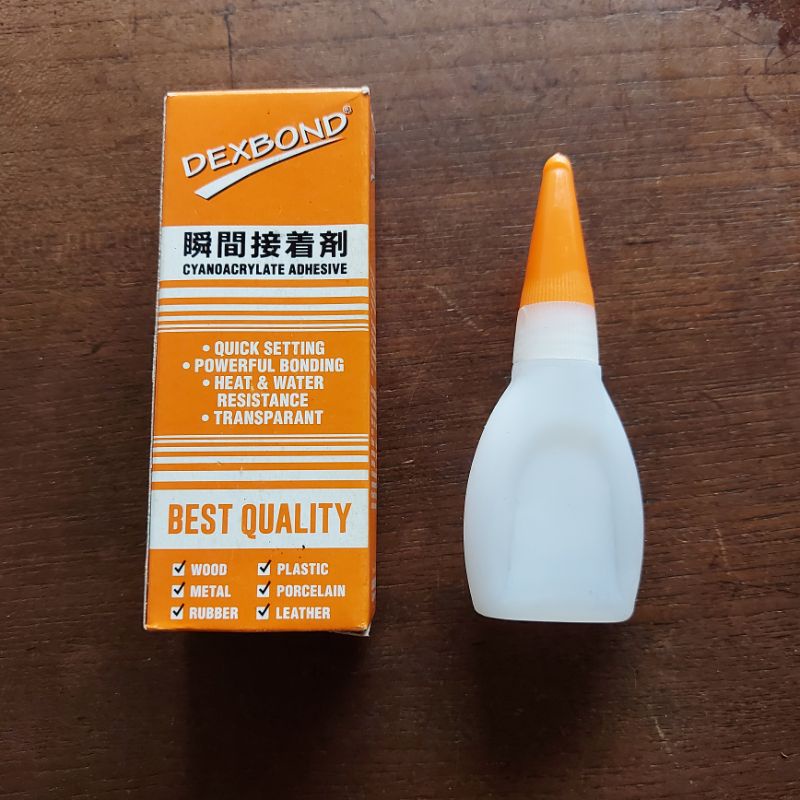 DEXBOND®
瞬間接着剤
CYANOACRYLATE ADHESIVE
• QUICK SETTING
• POWERFUL BONDING
• HEAT & WATER
RESISTANCE
• TRANSPARANT
BEST QUALITY
WOOD
PLASTIC
METAL
PORCELAIN
RUBBER
LEATHER